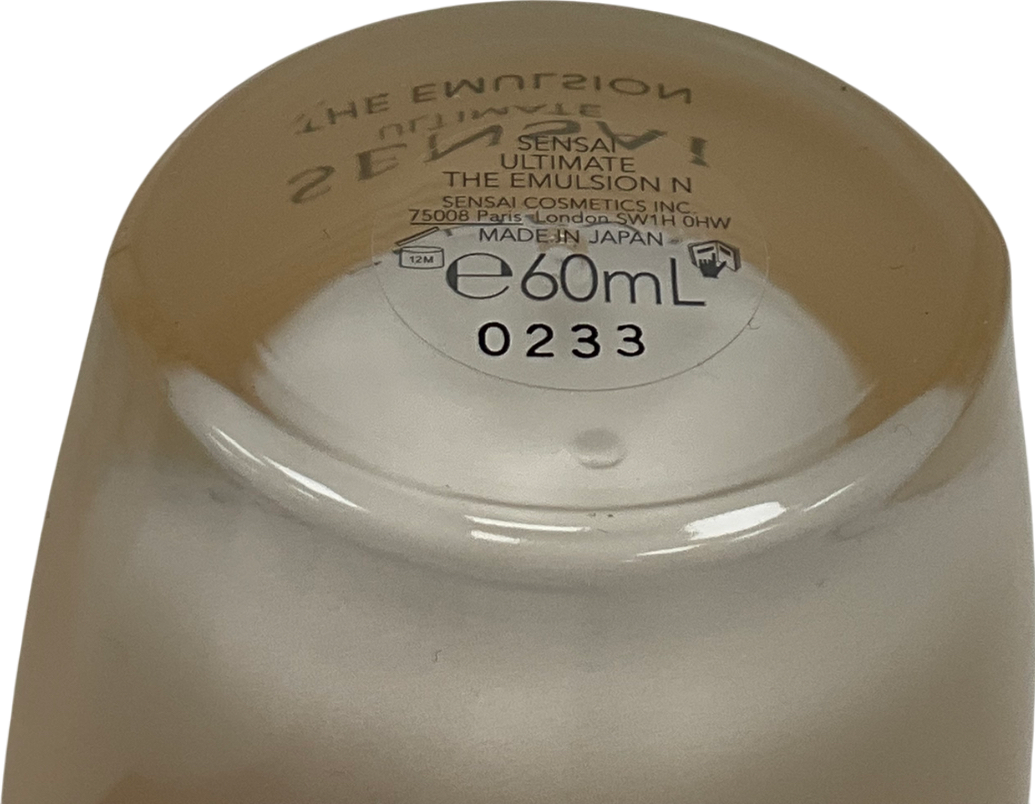 THE EMULSION
ULTIMATE
SENSAI
SENSAI
ULTIMATE
THE EMULSION N
SENSAI COSMETICS INC.
75008 Paris · London SW1H 0HW
MADE IN JAPAN
12M
e60mL
0233